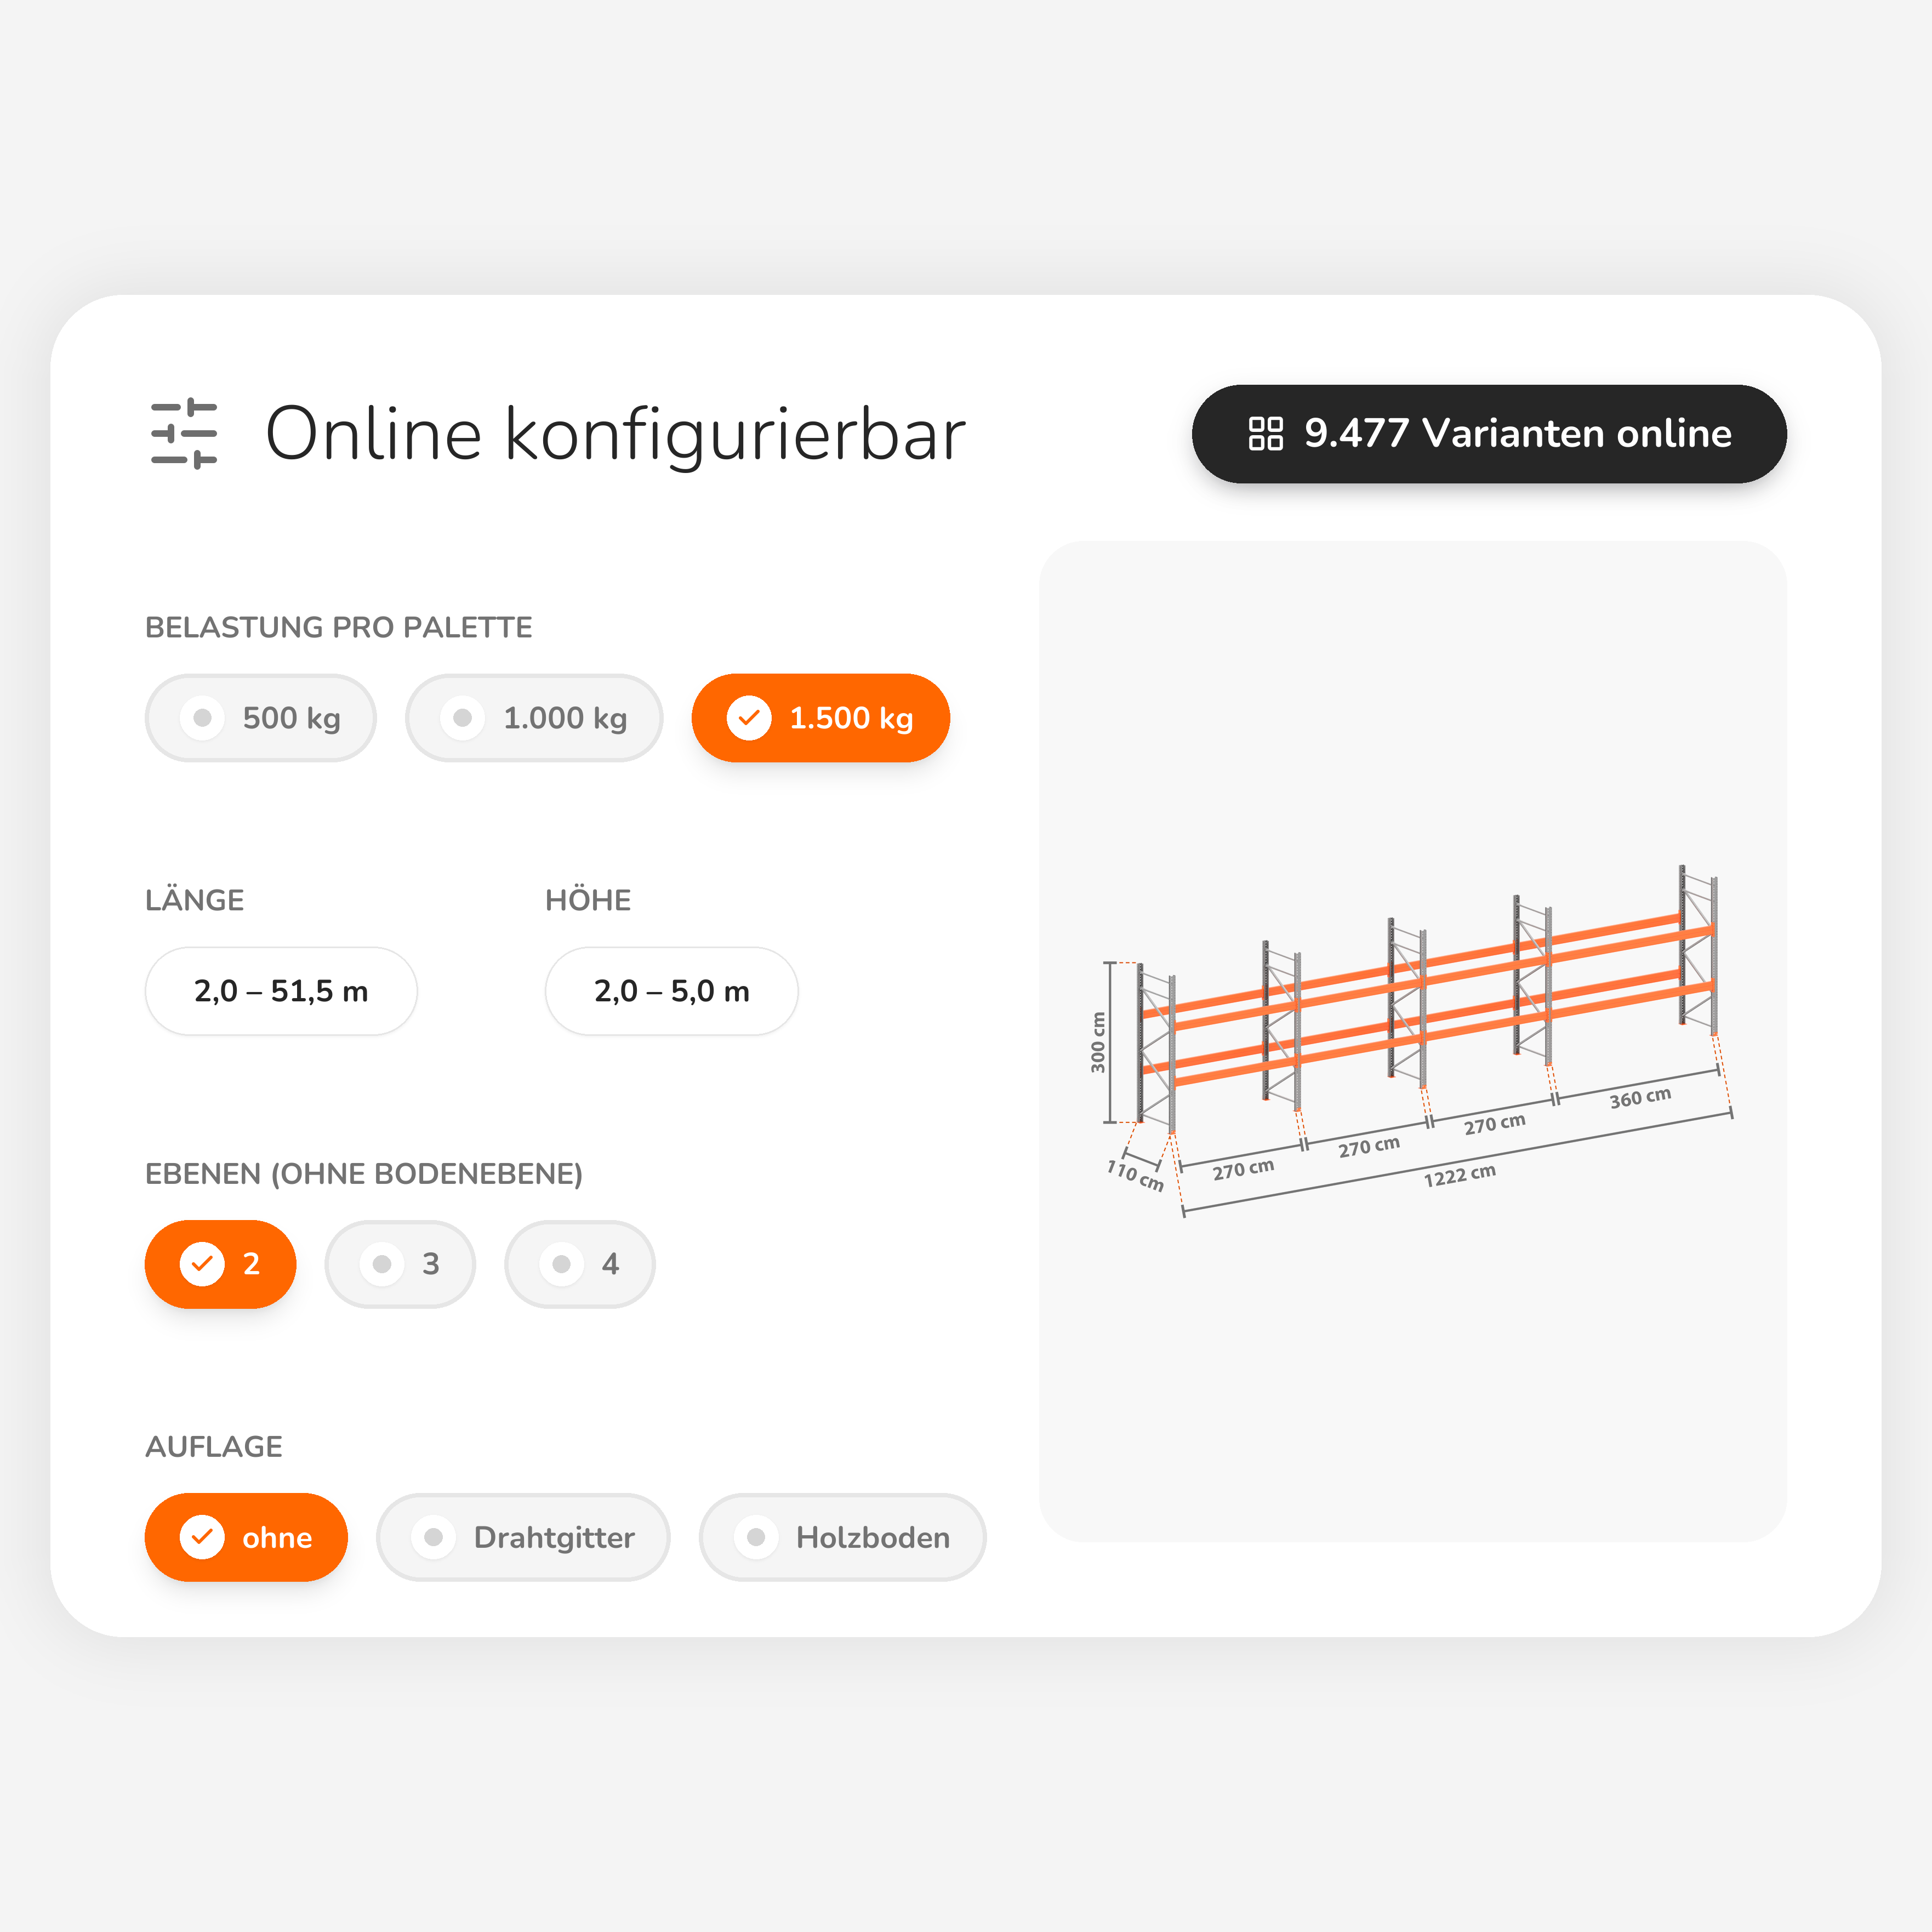 Online konfigurierbar
9.477 Varianten online
BELASTUNG PRO PALETTE
500 kg
1.000 kg
1.500 kg
LÄNGE
HÖHE
2,0 – 51,5 m
2,0 – 5,0 m
EBENEN (OHNE BODENEBENE)
2
3
4
AUFLAGE
ohne
Drahtgitter
Holzboden
300 cm
110 cm
270 cm
270 cm
270 cm
360 cm
1222 cm